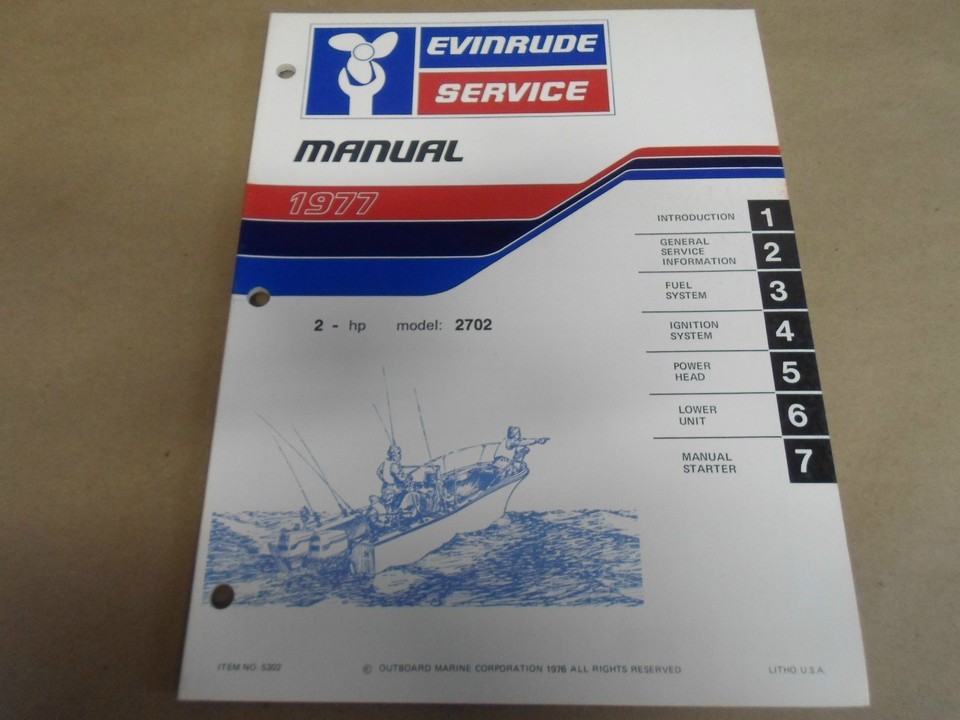 EVINRUDE
SERVICE
MANUAL
1977
INTRODUCTION 1
GENERAL
SERVICE
INFORMATION 2
FUEL
SYSTEM 3
IGNITION
SYSTEM 4
POWER
HEAD 5
LOWER
UNIT 6
MANUAL
STARTER 7
2 - hp model: 2702
ITEM NO. 5302
© OUTBOARD MARINE CORPORATION 1976 ALL RIGHTS RESERVED
LITHO U.S.A.